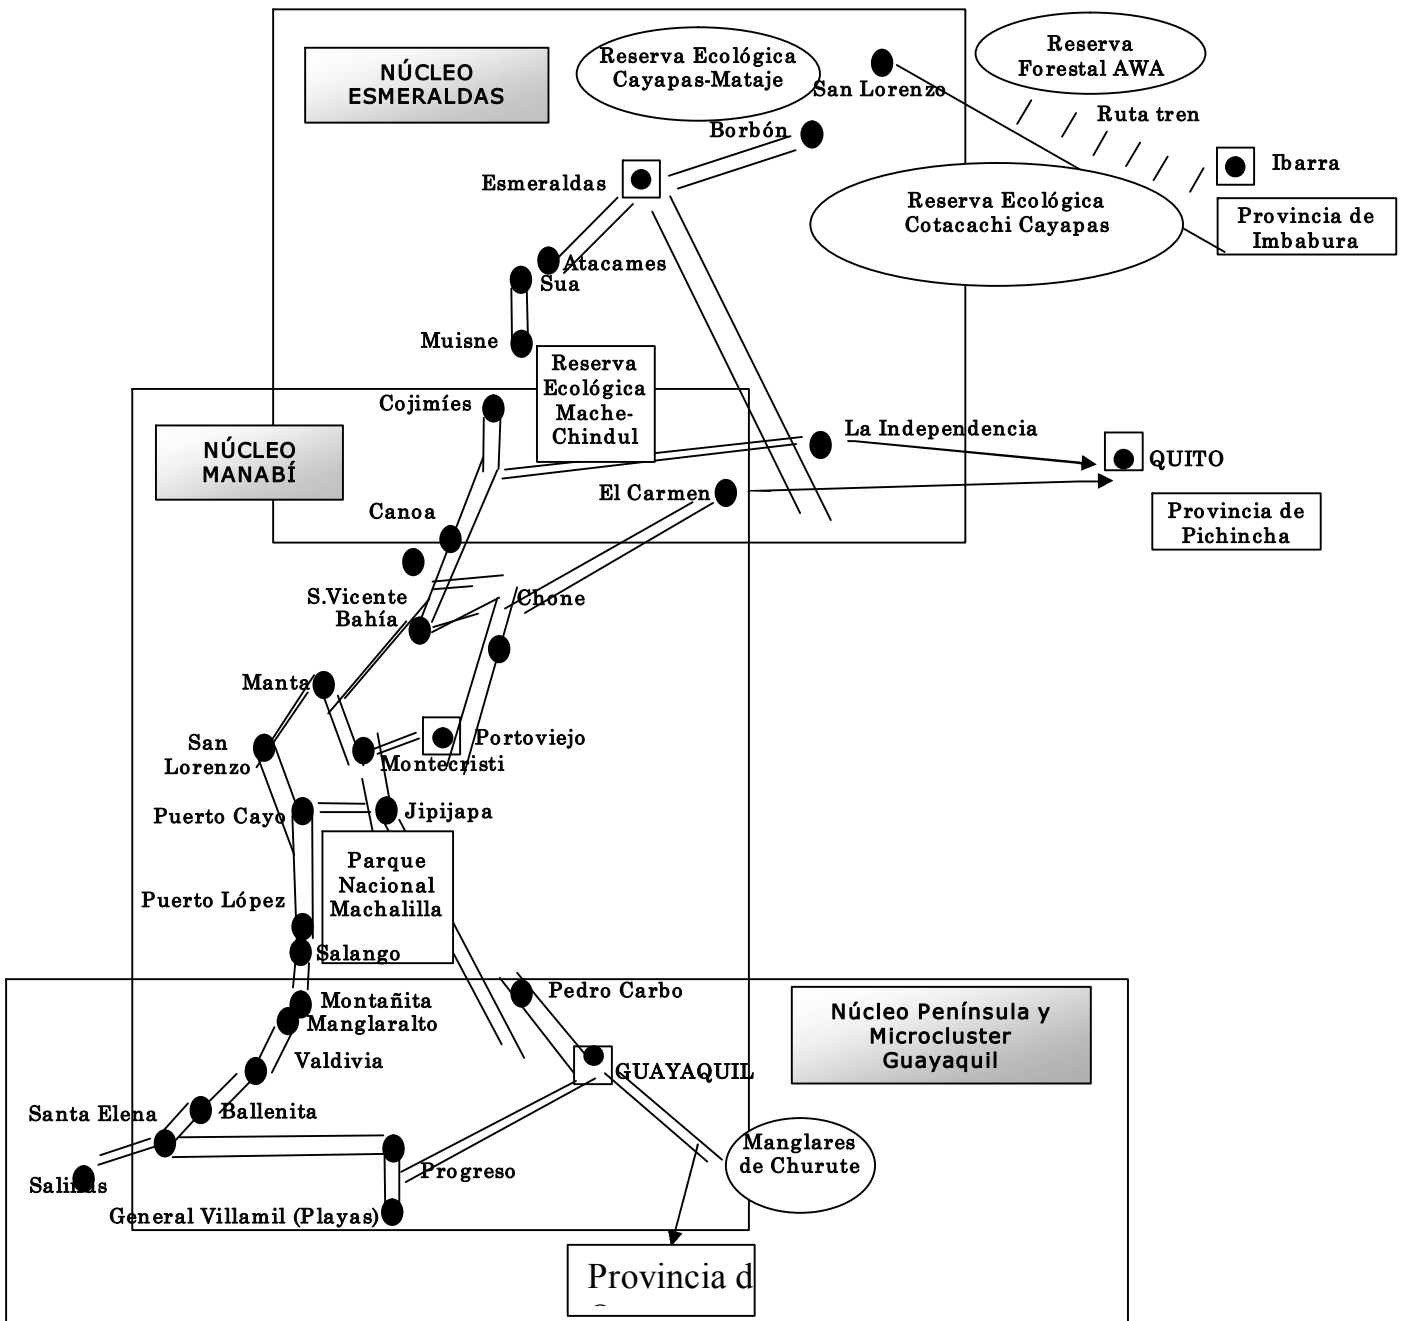 NÚCLEO
ESMERALDAS
Reserva Ecológica
Cayapas-Mataje
San Lorenzo
Reserva
Forestal AWA
Ruta tren
Borbón
Ibarra
Esmeraldas
Reserva Ecológica
Cotacachi Cayapas
Provincia de
Imbabura
Atacames
Sua
Muisne
Reserva
Ecológica
Mache-
Chindul
Cojimíes
NÚCLEO
MANABÍ
La Independencia
QUITO
El Carmen
Canoa
Provincia de
Pichincha
S.Vicente
Bahía
Chone
Manta
San
Lorenzo
Portoviejo
Montecristi
Puerto Cayo
Jipijapa
Parque
Nacional
Machalilla
Puerto López
Salango
Montañita
Manglaralto
Pedro Carbo
Núcleo Península y
Microcluster
Guayaquil
Valdivia
GUAYAQUIL
Santa Elena
Ballenita
Manglares
de Churute
Salinas
Progreso
General Villamil (Playas)
Provincia d